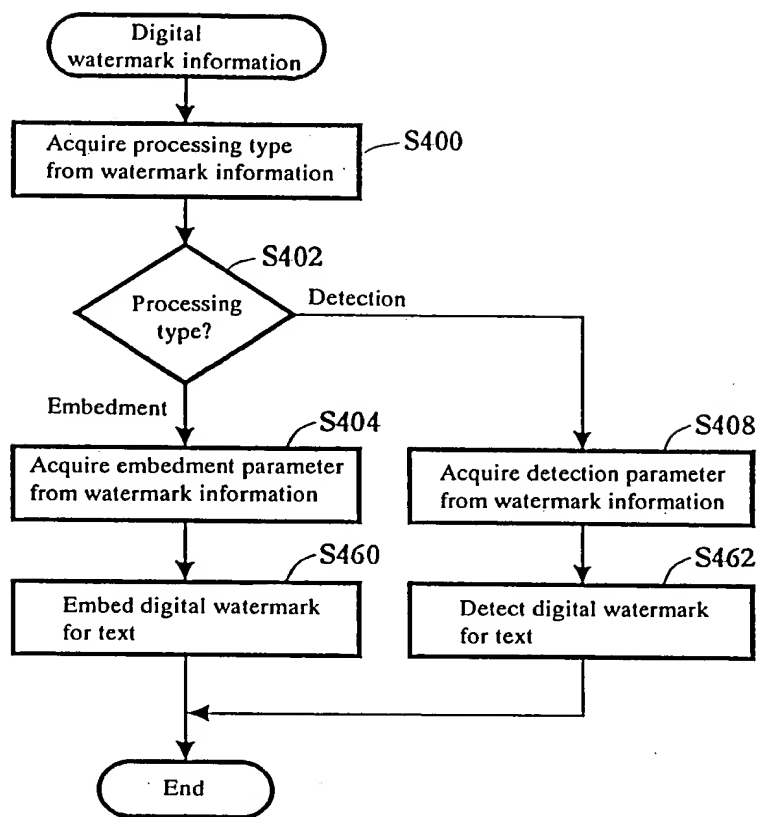 Digital
watermark information
Acquire processing type
from watermark information
S400
S402
Processing
type?
Detection
Embedment
S404
Acquire embedment parameter
from watermark information
S408
Acquire detection parameter
from watermark information
S460
Embed digital watermark
for text
S462
Detect digital watermark
for text
End